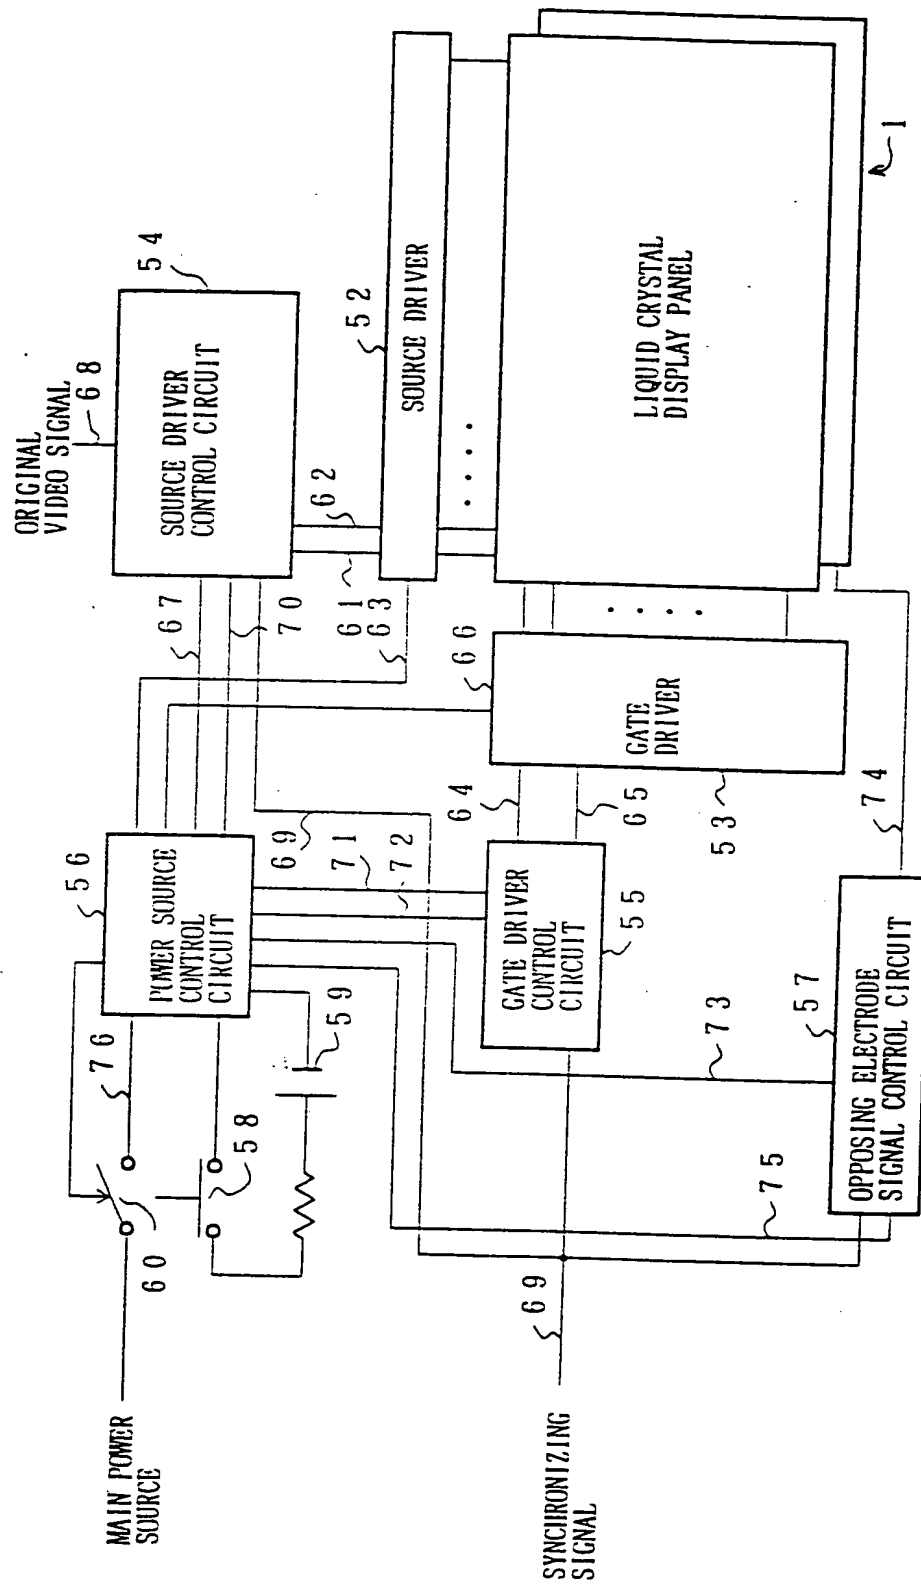 ORIGINAL
VIDEO SIGNAL
68
54
SOURCE DRIVER
CONTROL CIRCUIT
67
70
62
61
63
52
SOURCE DRIVER
LIQUID CRYSTAL
DISPLAY PANEL
1
66
GATE
DRIVER
53
64
65
74
56
POWER SOURCE
CONTROL
CIRCUIT
69
71
72
GATE DRIVER
CONTROL
CIRCUIT
55
76
60
58
59
73
75
57
OPPOSING ELECTRODE
SIGNAL CONTROL CIRCUIT
MAIN POWER
SOURCE
69
SYNCHRONIZING
SIGNAL